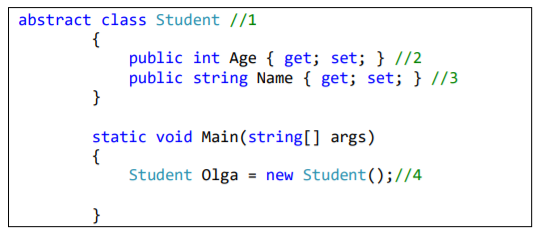 abstract class Student //1
{
public int Age { get; set; } //2
public string Name { get; set; } //3
}
static void Main(string[] args)
{
Student Olga = new Student();//4
}